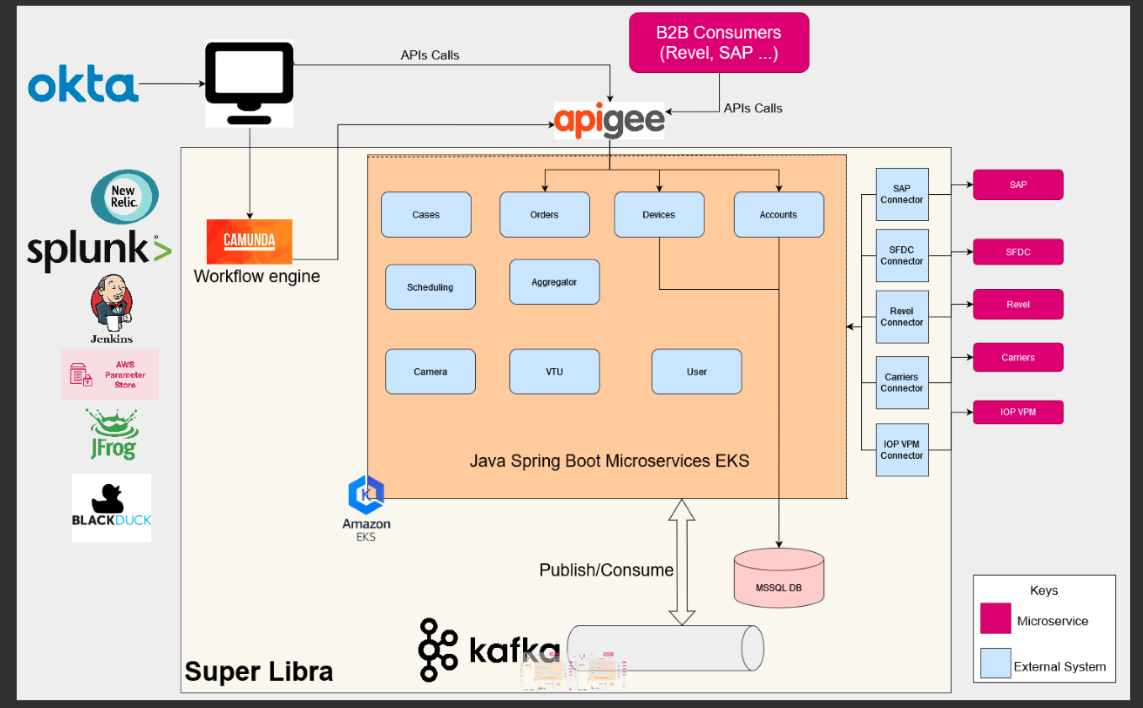 B2B Consumers
(Revel, SAP ...)
APIs Calls
okta
apigee
APIs Calls
New
Relic.
splunk>
Jenkins
AWS
Parameter
Store
JFrog
BLACKDUCK
CAMUNDA
Workflow engine
Cases
Orders
Devices
Accounts
Scheduling
Aggregator
Camera
VTU
User
Java Spring Boot Microservices EKS
Amazon
EKS
SAP
Connector
SFDC
Connector
Revel
Connector
Carriers
Connector
IOP VPM
Connector
SAP
SFDC
Revel
Carriers
IOP VPM
Publish/Consume
MSSQL DB
kafka
Super Libra
Keys
Microservice
External System